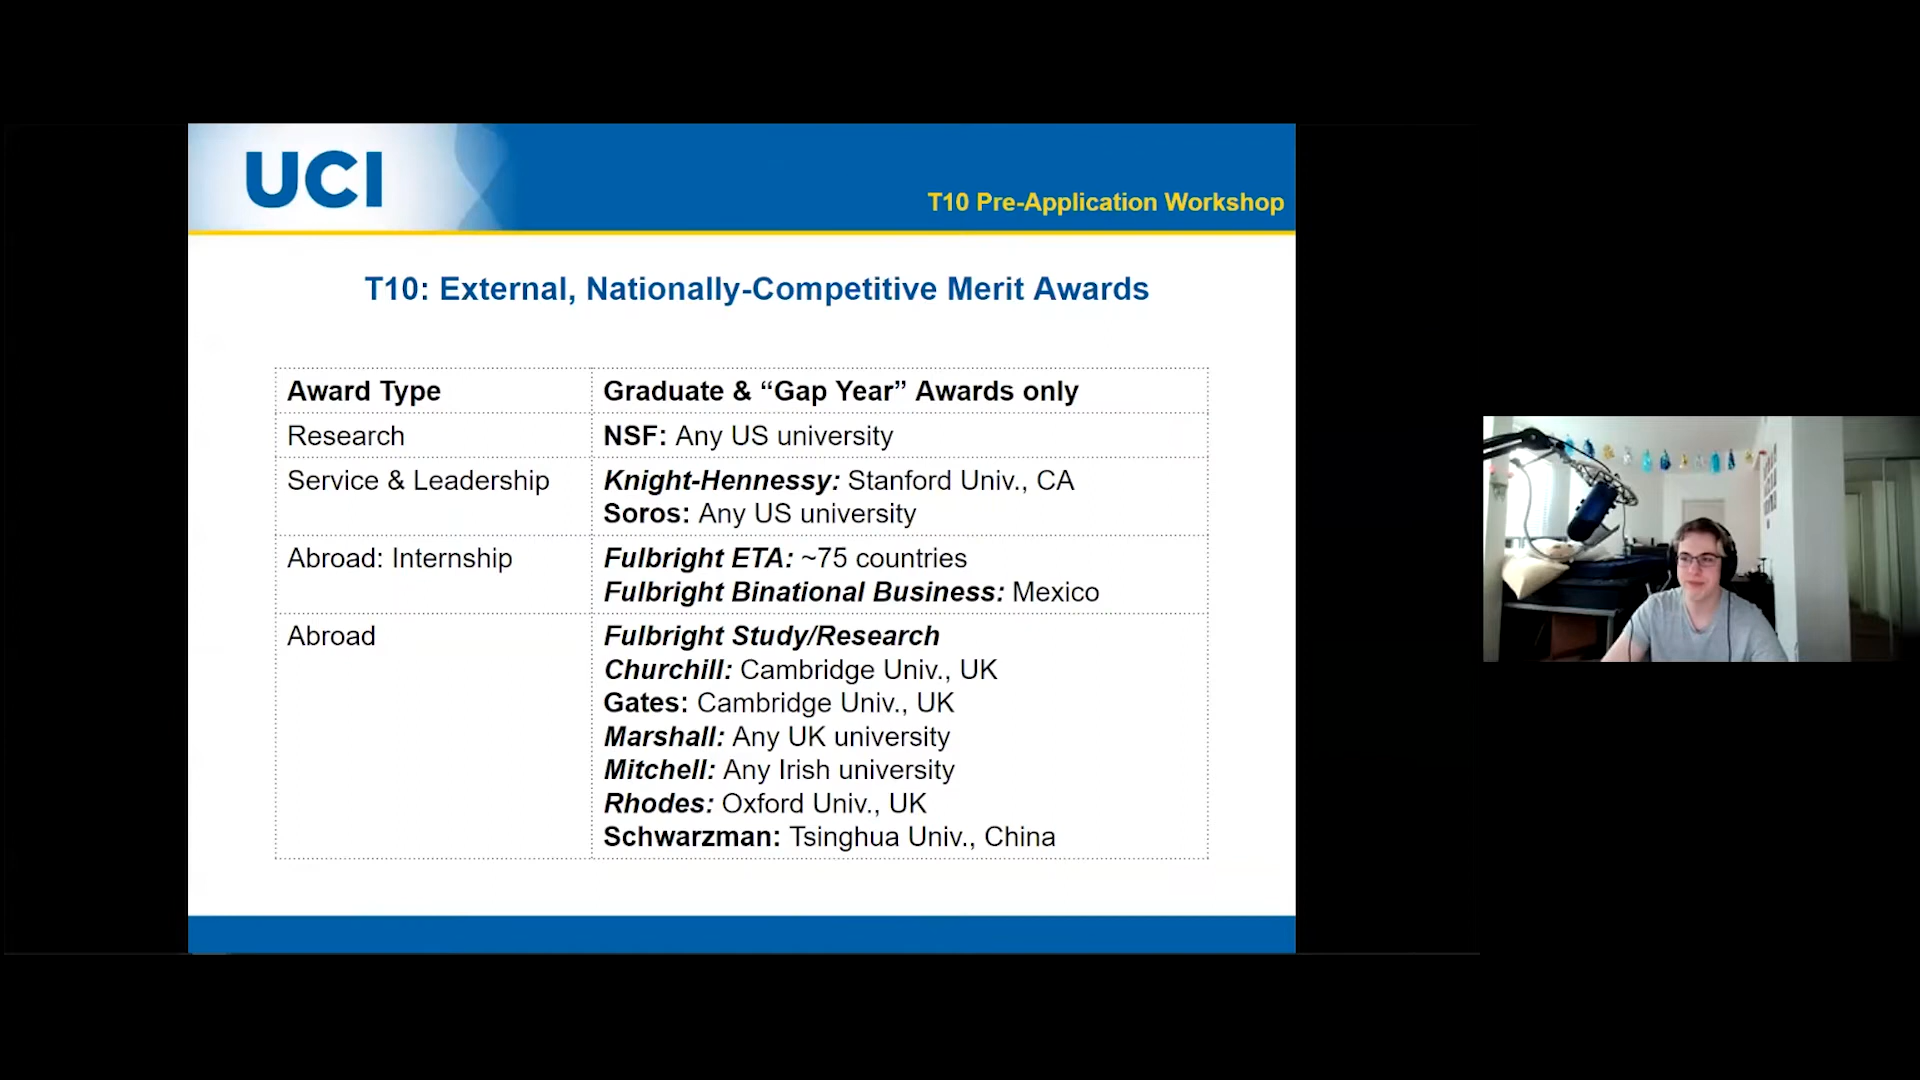 UCI
T10 Pre-Application Workshop
T10: External, Nationally-Competitive Merit Awards
Award Type
Graduate & “Gap Year” Awards only
Research
NSF: Any US university
Service & Leadership
Knight-Hennessy: Stanford Univ., CA
Soros: Any US university
Abroad: Internship
Fulbright ETA: ~75 countries
Fulbright Binational Business: Mexico
Abroad
Fulbright Study/Research
Churchill: Cambridge Univ., UK
Gates: Cambridge Univ., UK
Marshall: Any UK university
Mitchell: Any Irish university
Rhodes: Oxford Univ., UK
Schwarzman: Tsinghua Univ., China